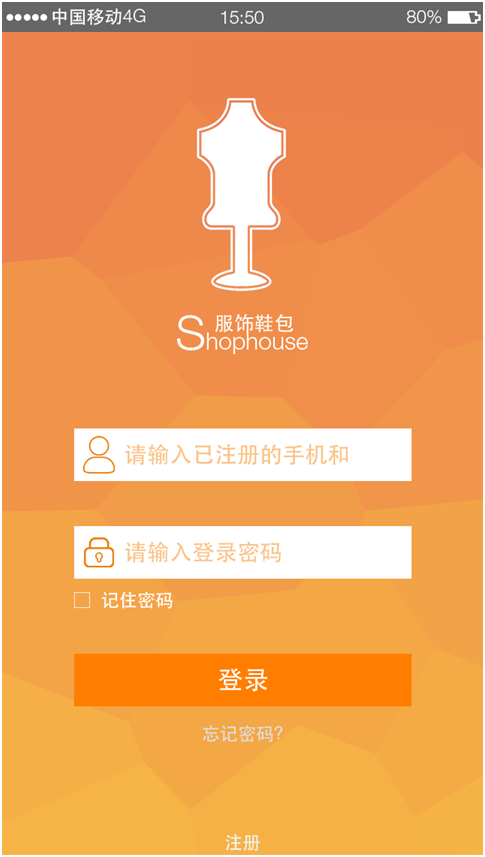 中国移动4G 15:50 80%
服饰鞋包
Shophouse
请输入已注册的手机和
请输入登录密码
记住密码
登录
忘记密码?
注册